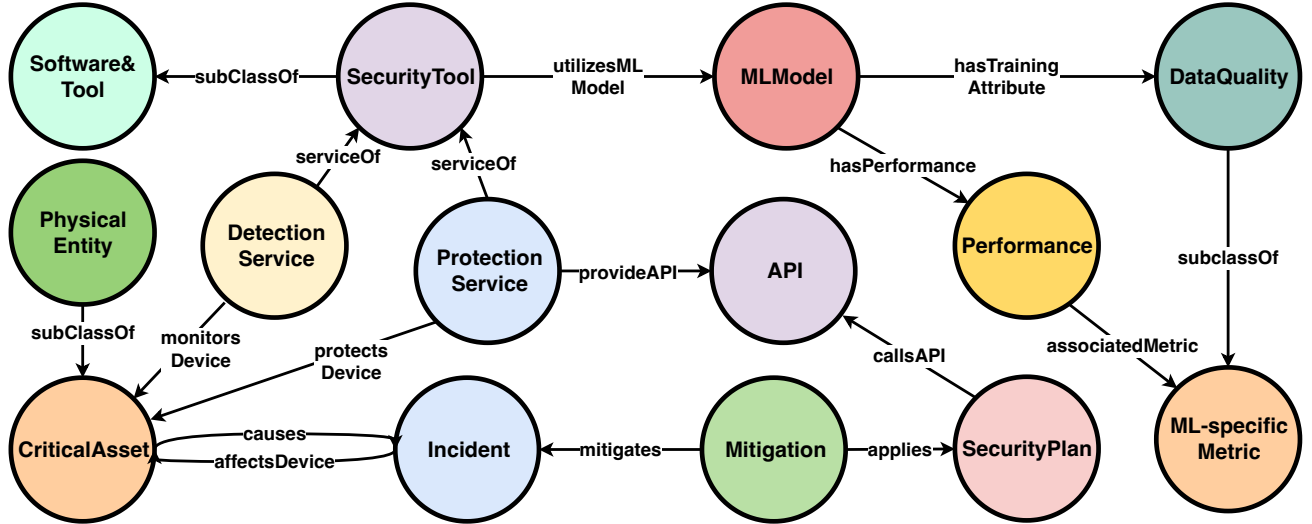 Software&
Tool
subClassOf
SecurityTool
utilizesML
Model
MLModel
hasTraining
Attribute
DataQuality
serviceOf
serviceOf
hasPerformance
Physical
Entity
Detection
Service
Protection
Service
provideAPI
API
Performance
subclassOf
subClassOf
monitors
Device
protects
Device
callsAPI
associatedMetric
CriticalAsset
causes
affectsDevice
Incident
mitigates
Mitigation
applies
SecurityPlan
ML-specific
Metric